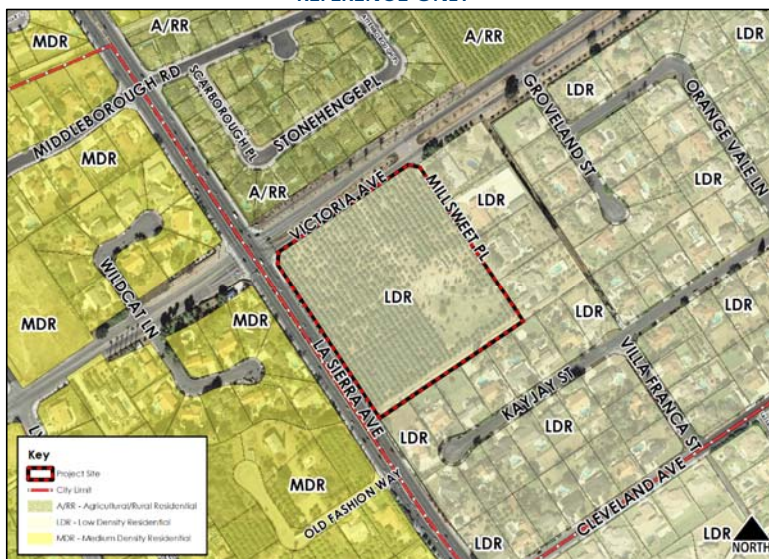 REFERENCE ONLY
MDR
A/RR
A/RR
LDR
MIDDLEBOROUGH RD
SCARBOROUGH PL
STONEHENGE PL
GROVELAND ST
LDR
ORANGE VALE LN
MDR
A/RR
VICTORIA AVE
MILLSWEET PL
LDR
LDR
WILDCAT LN
MDR
MDR
LDR
LA SIERRA AVE
LDR
LDR
KAYJAY ST
VILLA FRANCA ST
LDR
LDR
MDR
OLD FASHION WAY
CLEVELAND AVE
LDR
LDR
NORTH
Key
Project Site
City Limit
A/RR - Agricultural/Rural Residential
LDR - Low Density Residential
MDR - Medium Density Residential